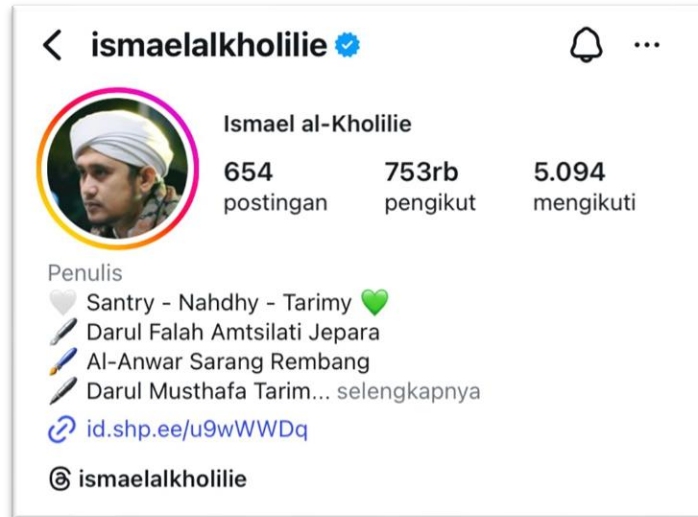 ismaelalkholilie
Ismael al-Kholilie
654 753rb 5.094
postingan pengikut mengikuti
Penulis
🤍 Santry - Nahdhy - Tarimy 💚
🖋️ Darul Falah Amtsilati Jepara
🖌️ Al-Anwar Sarang Rembang
🖊️ Darul Musthafa Tarim... selengkapnya
id.shp.ee/u9wWWDq
ismaelalkholilie